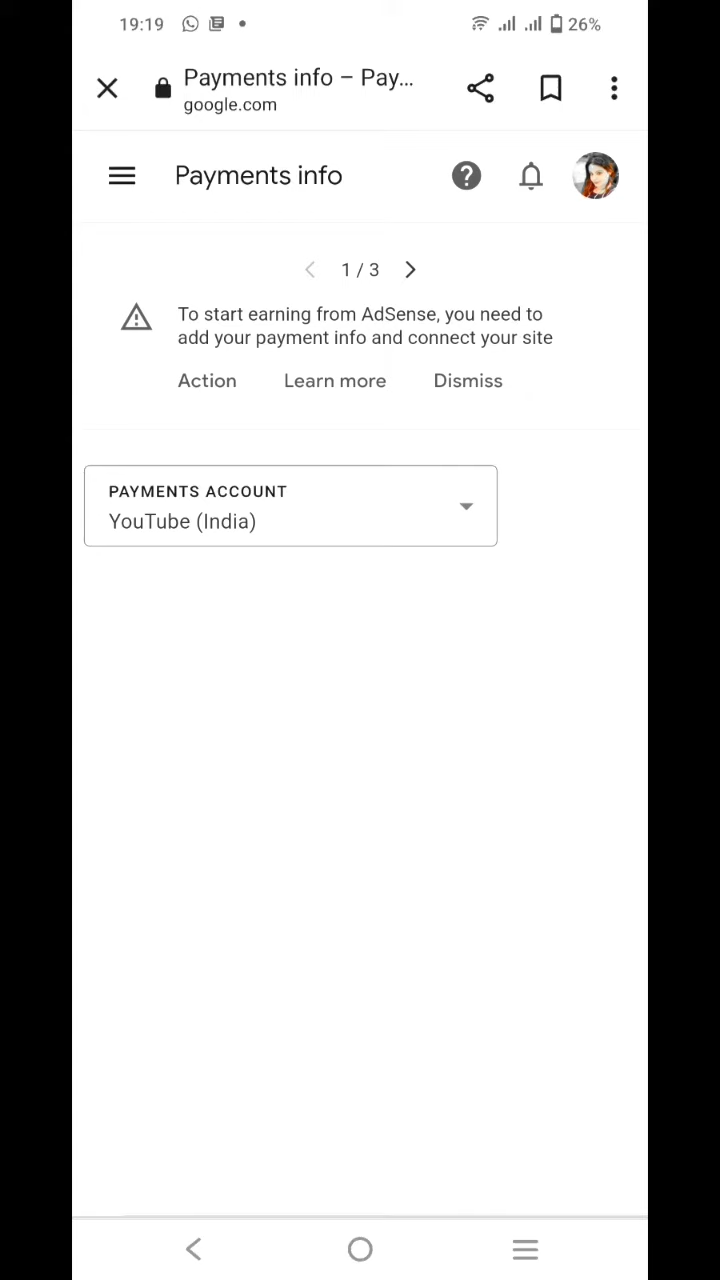 19:19
26%
Payments info – Pay...
google.com
Payments info
1 / 3
To start earning from AdSense, you need to
add your payment info and connect your site
Action Learn more Dismiss
PAYMENTS ACCOUNT
YouTube (India)